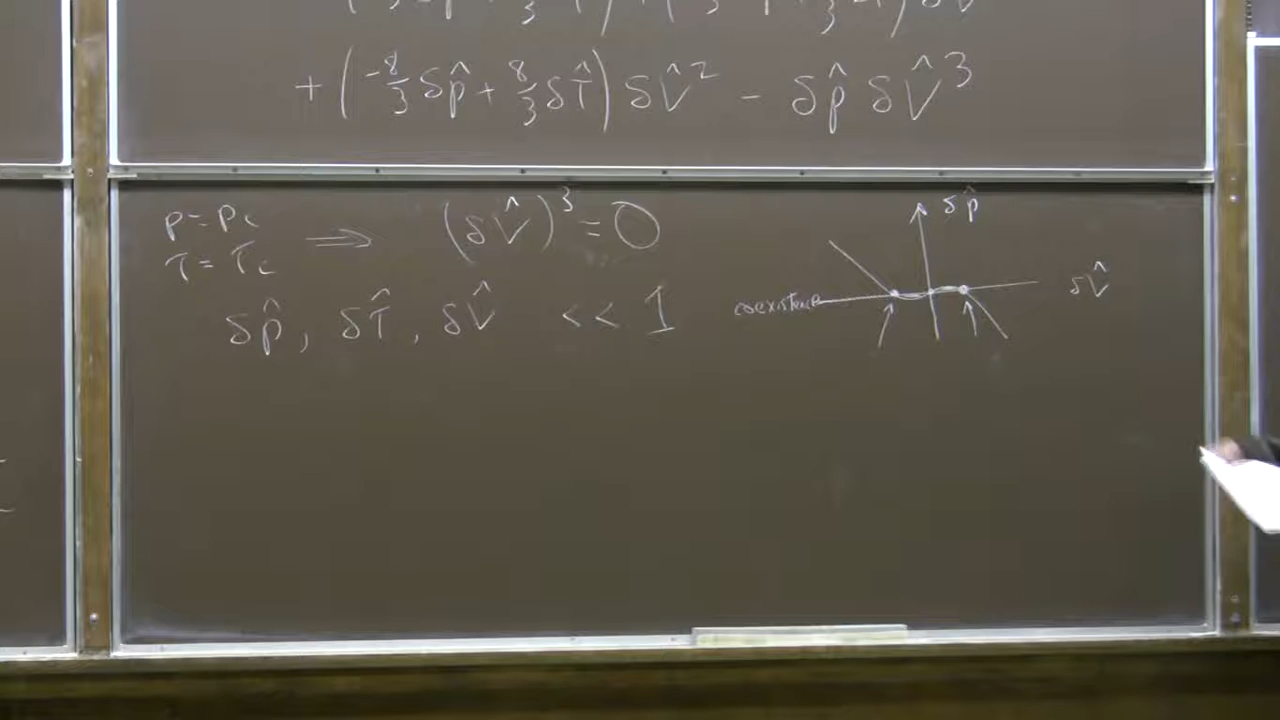 + (-8/3 δp̂ + 8/3 δT̂) δV̂² - δp̂ δV̂³
P = Pc
T = Tc
⇒ (δV̂)³ = 0
δp̂, δT̂, δV̂ << 1
δp̂
δV̂
coexistence